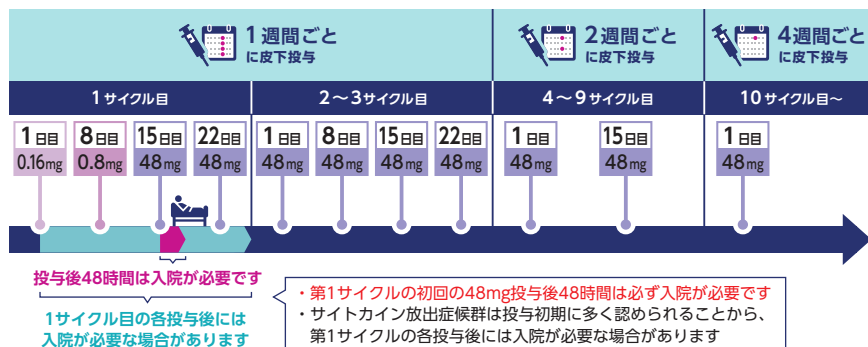 1週間ごと
に皮下投与
2週間ごと
に皮下投与
4週間ごと
に皮下投与
1サイクル目
2～3サイクル目
4～9サイクル目
10サイクル目～
1日目
0.16mg
8日目
0.8mg
15日目
48mg
22日目
48mg
1日目
48mg
8日目
48mg
15日目
48mg
22日目
48mg
1日目
48mg
15日目
48mg
1日目
48mg
投与後48時間は入院が必要です
1サイクル目の各投与後には
入院が必要な場合があります
・第1サイクルの初回の48mg投与後48時間は必ず入院が必要です
・サイトカイン放出症候群は投与初期に多く認められることから、
第1サイクルの各投与後には入院が必要な場合があります